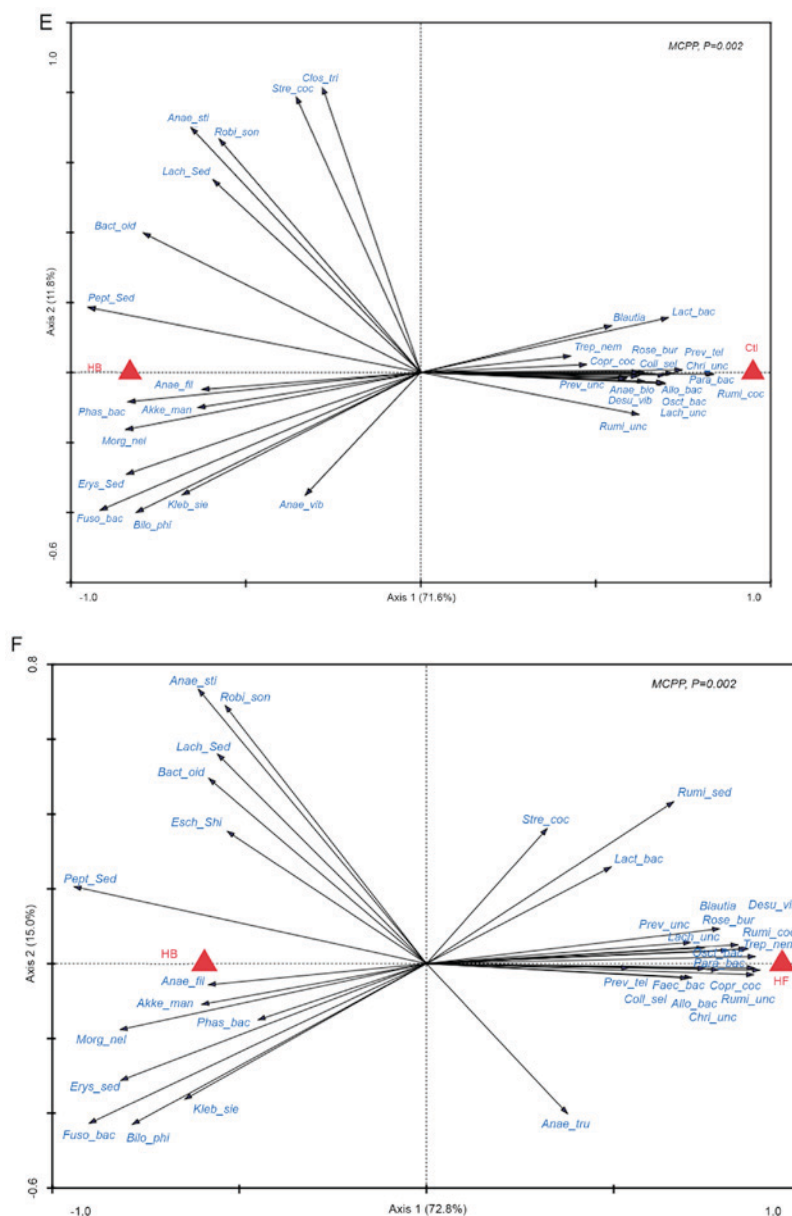 E
MCPP, P=0.002
1.0
Clos_tri
Stre_coc
Anae_sti
Robi_son
Lach_Sed
Bact_oid
Axis 2 (11.8%)
Pept_Sed
Blautia
Lact_bac
HB
Trep_nem
Rose_bur
Prev_tel
Ctl
Copr_coc
Coll_sel
Chri_unc
Anae_fil
Prev_unc
Anae_bio
Allo_bac
Para_bac
Phas_bac
Akke_man
Desu_vib
Osct_bac
Rumi_coc
Morg_nel
Rumi_unc
Lach_unc
Erys_Sed
Fuso_bac
Kleb_sie
Anae_vib
Bilo_phi
-0.6
-1.0
Axis 1 (71.6%)
1.0
F
0.8
MCPP, P=0.002
Anae_sti
Robi_son
Lach_Sed
Bact_oid
Rumi_sed
Esch_Shi
Stre_coc
Lact_bac
Pept_Sed
Axis 2 (15.0%)
Blautia
Prev_unc
Rose_bur
Lach_unc
Rumi_coc
Trep_nem
HB
Para_bac
HF
Anae_fil
Prev_tel
Faec_bac
Copr_coc
Akke_man
Phas_bac
Coll_sel
Allo_bac
Rumi_unc
Morg_nel
Chri_unc
Erys_sed
Kleb_sie
Fuso_bac
Bilo_phi
Anae_tru
-0.6
-1.0
Axis 1 (72.8%)
1.0